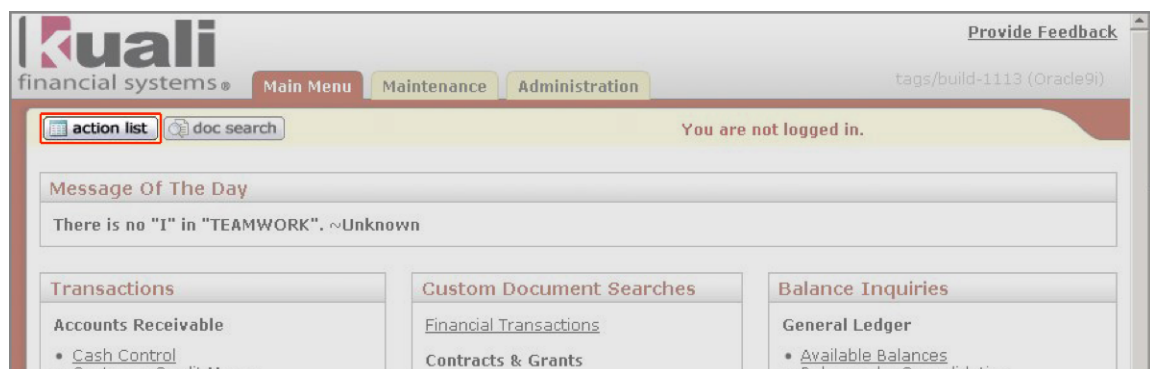 kuali
financial systems®
Provide Feedback
Main Menu
Maintenance
Administration
tags/build-1113 (Oracle9i)
action list
doc search
You are not logged in.
Message Of The Day
There is no "I" in "TEAMWORK". ~Unknown
Transactions
Accounts Receivable
• Cash Control
Custom Document Searches
Financial Transactions
Contracts & Grants
Balance Inquiries
General Ledger
• Available Balances